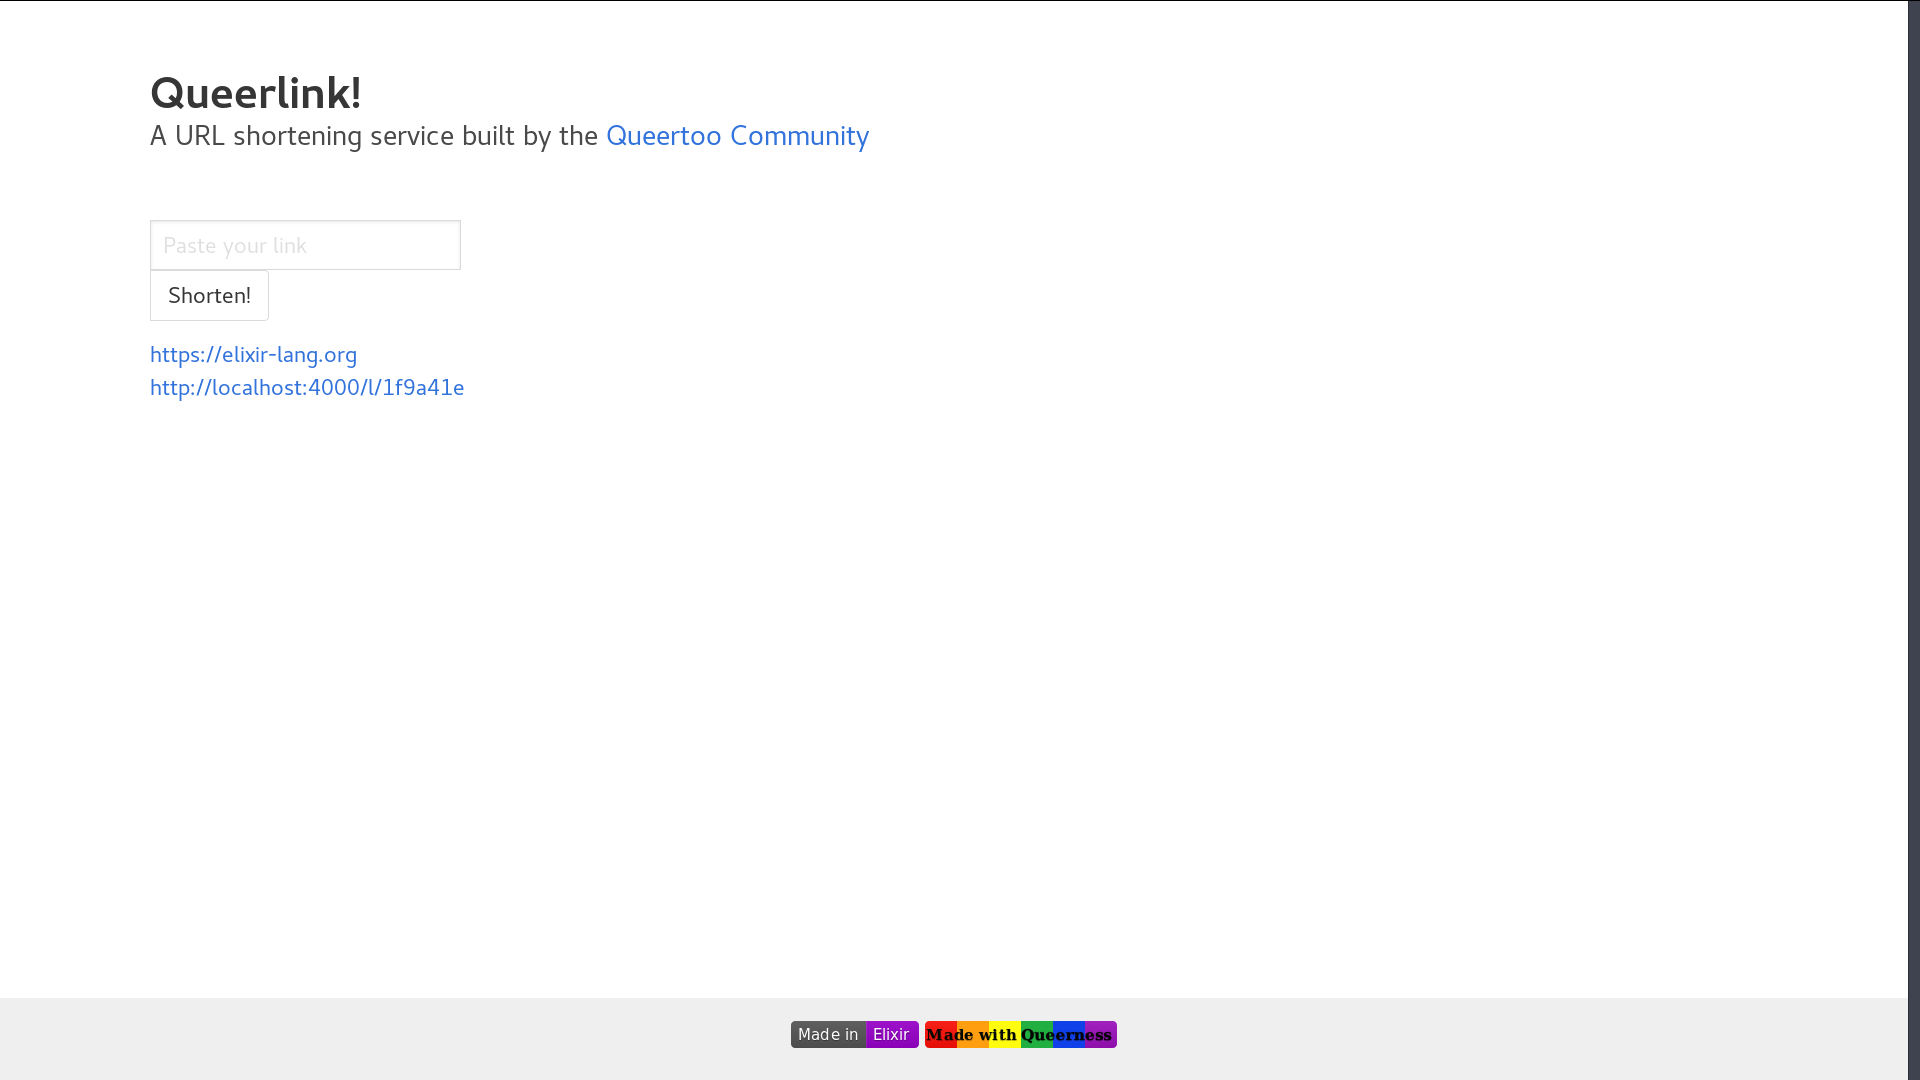 Queerlink!
A URL shortening service built by the Queertoo Community
Paste your link
Shorten!
https://elixir-lang.org
http://localhost:4000/l/1f9a41e
Made in Elixir Made with Queerness